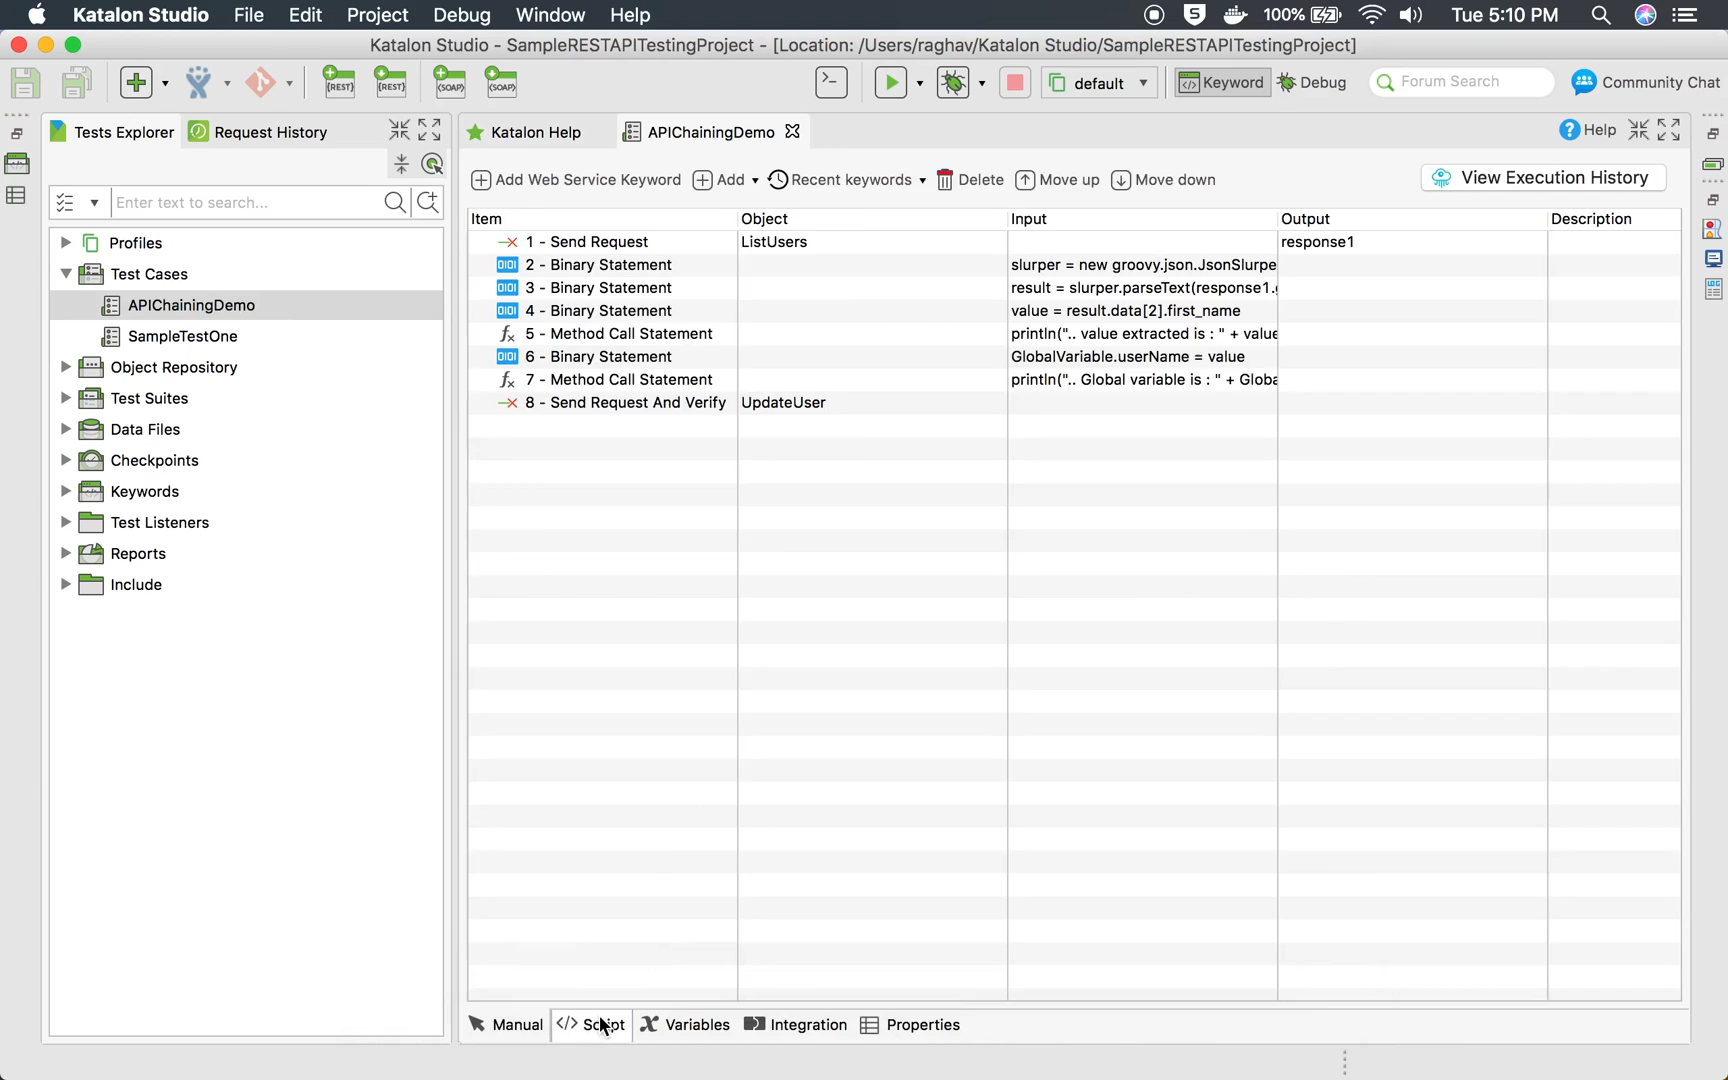 Katalon Studio File Edit Project Debug Window Help 100% Tue 5:10 PM
Katalon Studio - SampleRESTAPITestingProject - [Location: /Users/raghav/Katalon Studio/SampleRESTAPITestingProject]
REST REST SOAP SOAP default Keyword Debug Forum Search Community Chat
Tests Explorer Request History
Katalon Help APIChainingDemo Help
Add Web Service Keyword Add Recent keywords Delete Move up Move down View Execution History
Enter text to search...
Profiles
Test Cases
APIChainingDemo
SampleTestOne
Object Repository
Test Suites
Data Files
Checkpoints
Keywords
Test Listeners
Reports
Include
Item Object Input Output Description
1 - Send Request ListUsers response1
2 - Binary Statement slurper = new groovy.json.JsonSlurpe
3 - Binary Statement result = slurper.parseText(response1.g
4 - Binary Statement value = result.data[2].first_name
5 - Method Call Statement println(".. value extracted is : " + value
6 - Binary Statement GlobalVariable.userName = value
7 - Method Call Statement println(".. Global variable is : " + Globa
8 - Send Request And Verify UpdateUser
Manual Script Variables Integration Properties